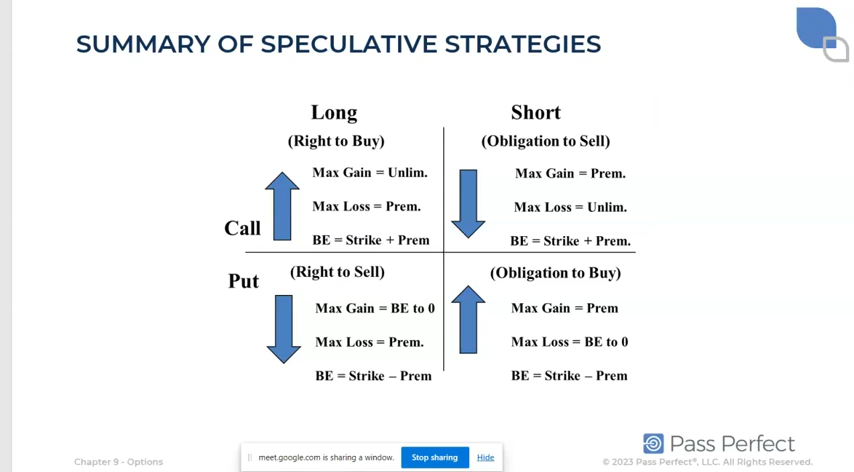 SUMMARY OF SPECULATIVE STRATEGIES
Long
Short
(Right to Buy)
(Obligation to Sell)
Max Gain = Unlim.
Max Gain = Prem.
Max Loss = Prem.
Max Loss = Unlim.
Call
BE = Strike + Prem
BE = Strike + Prem.
Put
(Right to Sell)
(Obligation to Buy)
Max Gain = BE to 0
Max Gain = Prem
Max Loss = Prem.
Max Loss = BE to 0
BE = Strike – Prem
BE = Strike – Prem
Pass Perfect
Chapter 9 - Options
meet.google.com is sharing a window.
Stop sharing
Hide
© 2023 Pass Perfect®, LLC. All Rights Reserved.